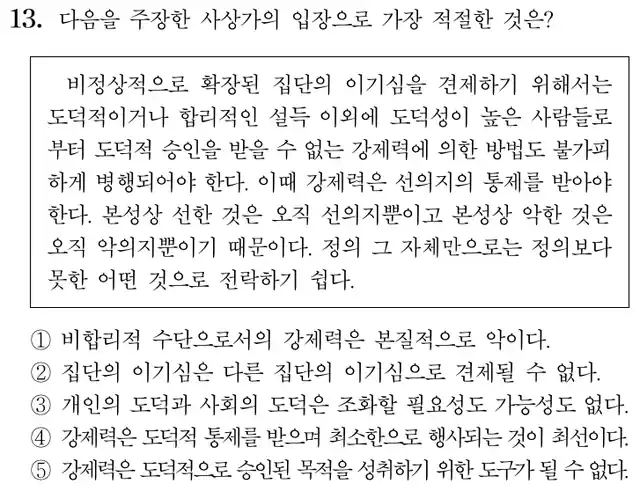 13. 다음을 주장한 사상가의 입장으로 가장 적절한 것은?
비정상적으로 확장된 집단의 이기심을 견제하기 위해서는
도덕적이거나 합리적인 설득 이외에 도덕성이 높은 사람들로
부터 도덕적 승인을 받을 수 없는 강제력에 의한 방법도 불가피
하게 병행되어야 한다. 이때 강제력은 선의지의 통제를 받아야
한다. 본성상 선한 것은 오직 선의지뿐이고 본성상 악한 것은
오직 악의지뿐이기 때문이다. 정의 그 자체만으로는 정의보다
못한 어떤 것으로 전락하기 쉽다.
① 비합리적 수단으로서의 강제력은 본질적으로 악이다.
② 집단의 이기심은 다른 집단의 이기심으로 견제될 수 없다.
③ 개인의 도덕과 사회의 도덕은 조화할 필요성도 가능성도 없다.
④ 강제력은 도덕적 통제를 받으며 최소한으로 행사되는 것이 최선이다.
⑤ 강제력은 도덕적으로 승인된 목적을 성취하기 위한 도구가 될 수 없다.